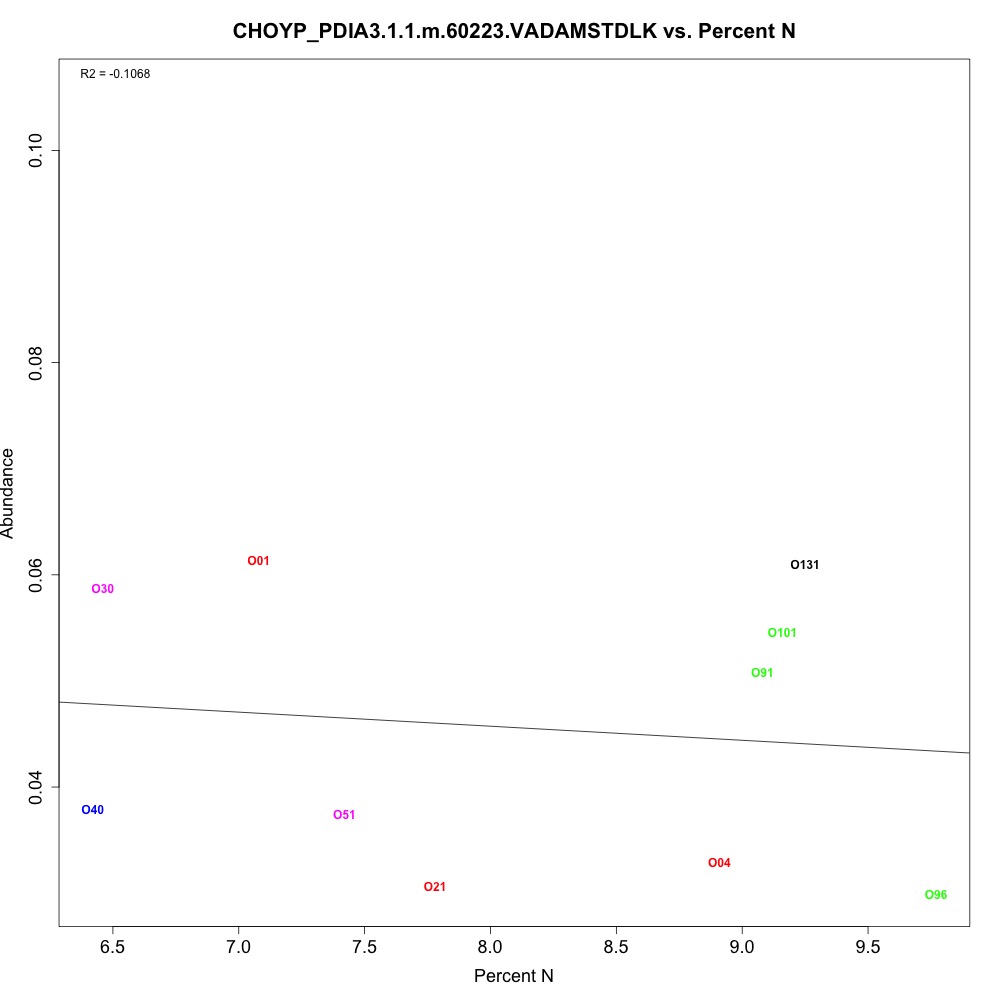 CHOYP_PDIA3.1.1.m.60223.VADAMSTDLK vs. Percent N
R2 = -0.1068
0.10
0.08
Abundance
0.06
0.04
O01
O131
O30
O101
O91
O40
O51
O04
O21
O96
6.5 7.0 7.5 8.0 8.5 9.0 9.5
Percent N